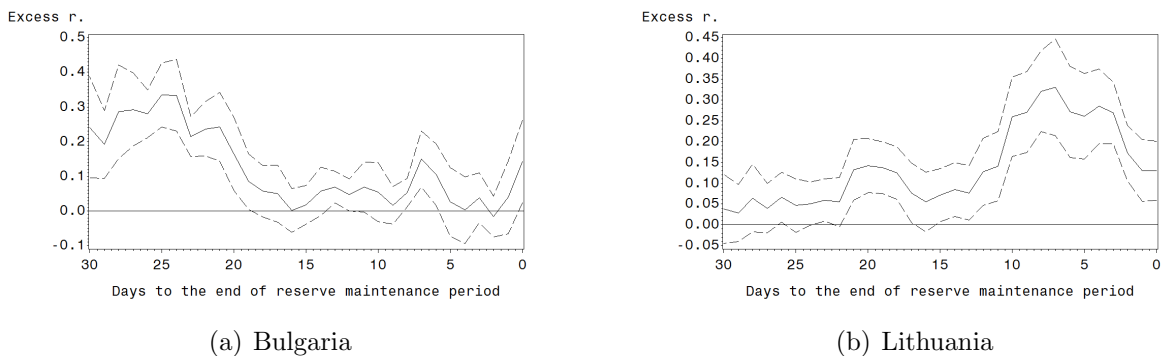 Excess r.
0.5
0.4
0.3
0.2
0.1
0.0
-0.1
30 25 20 15 10 5 0
Days to the end of reserve maintenance period
(a) Bulgaria
Excess r.
0.45
0.40
0.35
0.30
0.25
0.20
0.15
0.10
0.05
0.00
-0.05
30 25 20 15 10 5 0
Days to the end of reserve maintenance period
(b) Lithuania